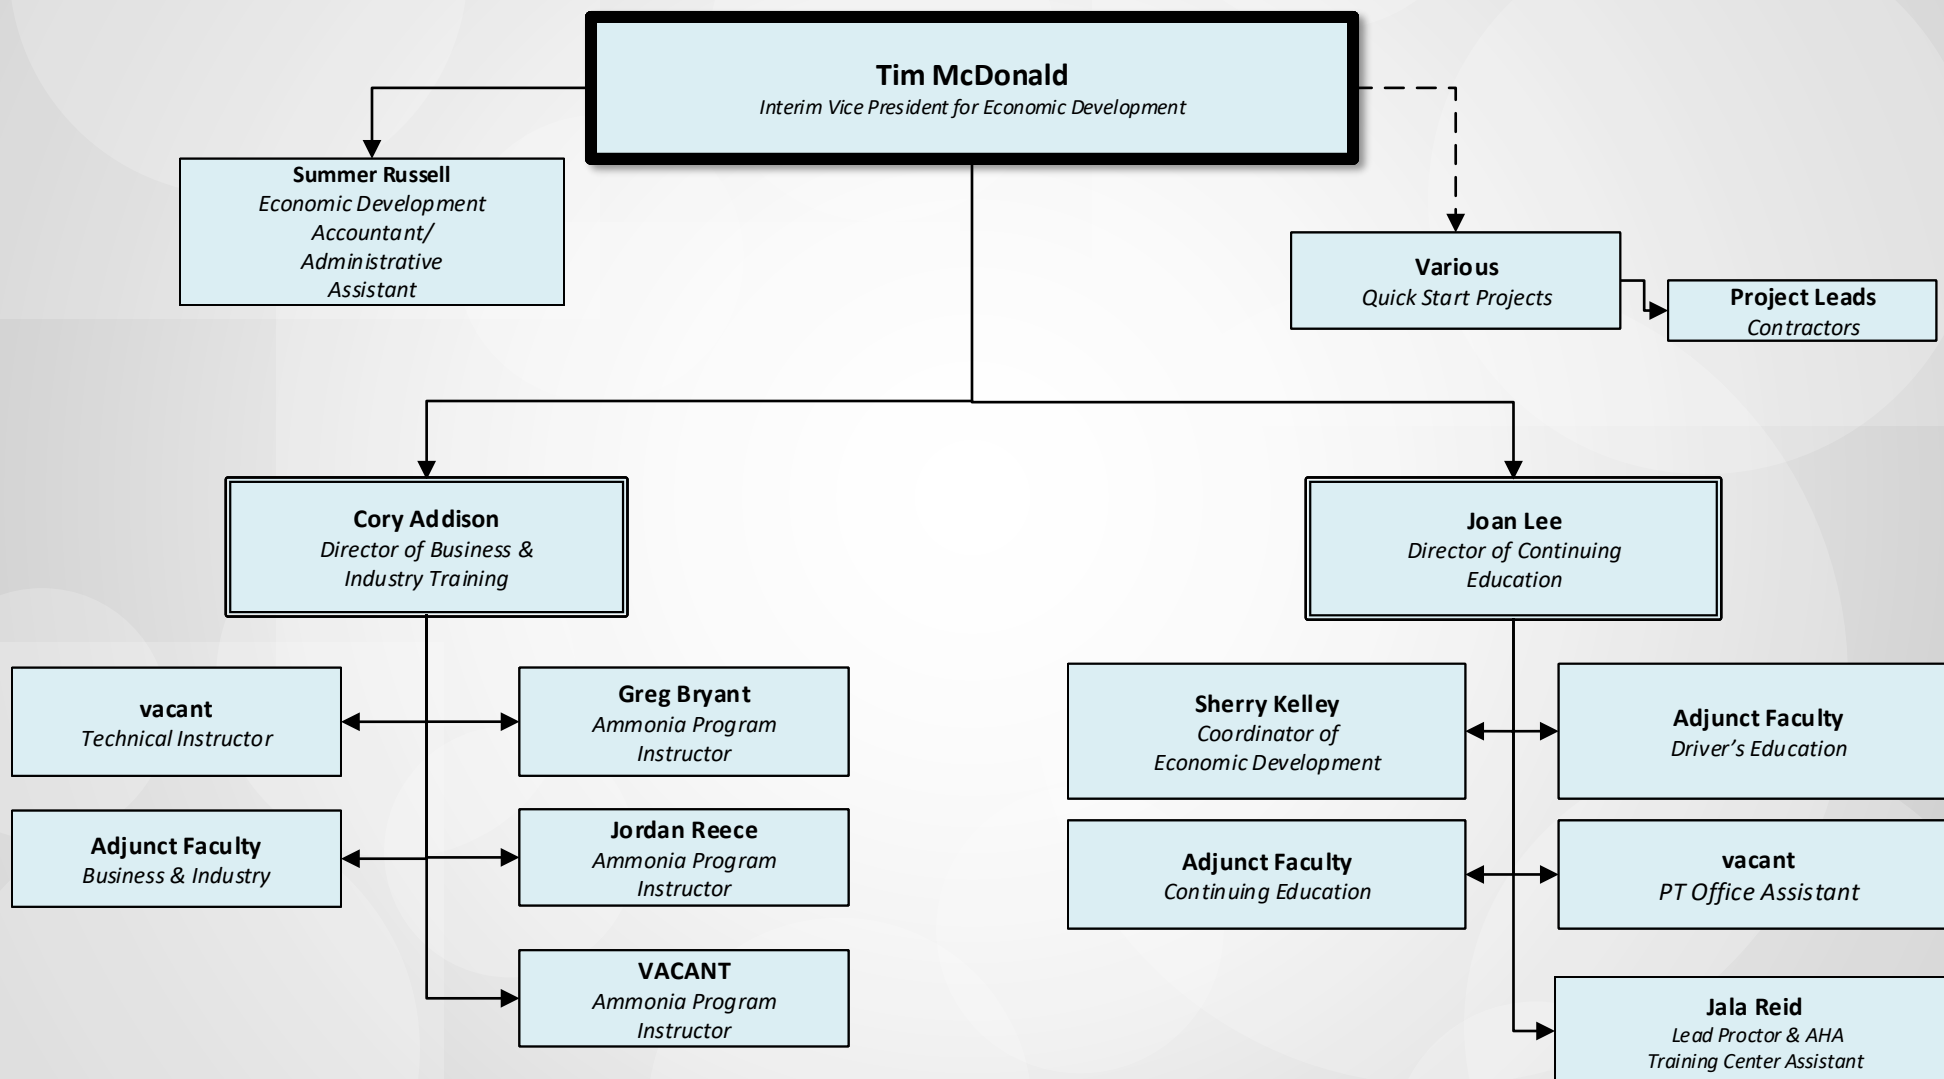 Tim McDonald
Interim Vice President for Economic Development
Summer Russell
Economic Development
Accountant/
Administrative
Assistant
Various
Quick Start Projects
Project Leads
Contractors
Cory Addison
Director of Business &
Industry Training
Joan Lee
Director of Continuing
Education
vacant
Technical Instructor
Greg Bryant
Ammonia Program
Instructor
Adjunct Faculty
Business & Industry
Jordan Reece
Ammonia Program
Instructor
VACANT
Ammonia Program
Instructor
Sherry Kelley
Coordinator of
Economic Development
Adjunct Faculty
Driver’s Education
Adjunct Faculty
Continuing Education
vacant
PT Office Assistant
Jala Reid
Lead Proctor & AHA
Training Center Assistant